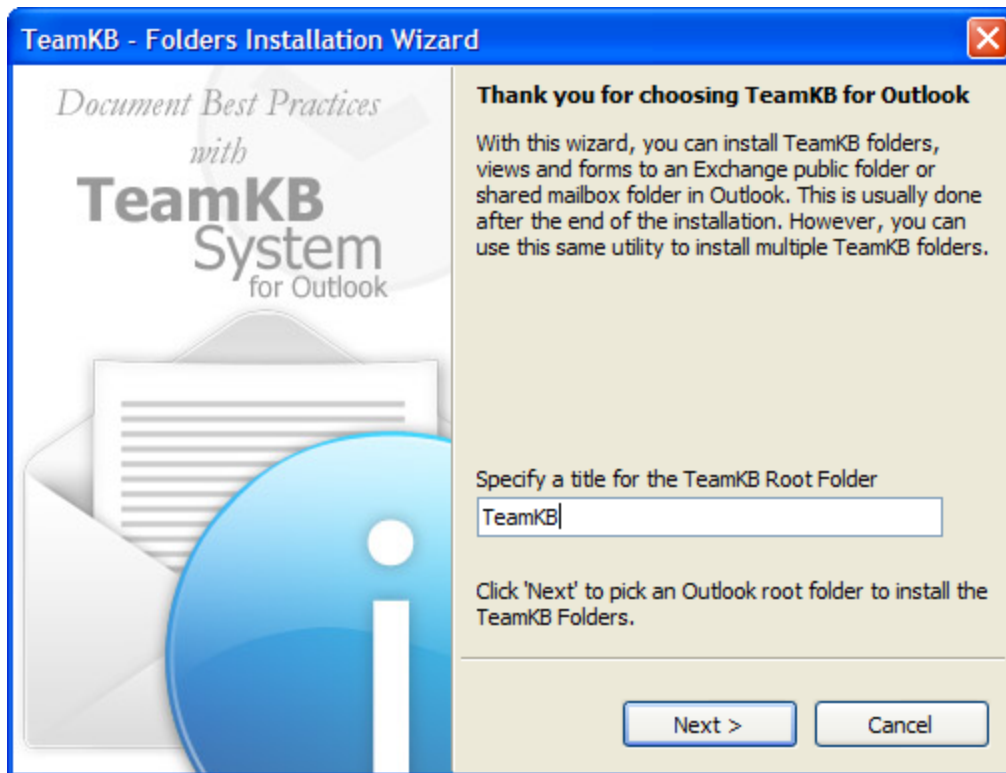 TeamKB - Folders Installation Wizard
Document Best Practices
with
TeamKB
System
for Outlook
Thank you for choosing TeamKB for Outlook
With this wizard, you can install TeamKB folders,
views and forms to an Exchange public folder or
shared mailbox folder in Outlook. This is usually done
after the end of the installation. However, you can
use this same utility to install multiple TeamKB folders.
Specify a title for the TeamKB Root Folder
TeamKB
Click 'Next' to pick an Outlook root folder to install the
TeamKB Folders.
Next >
Cancel